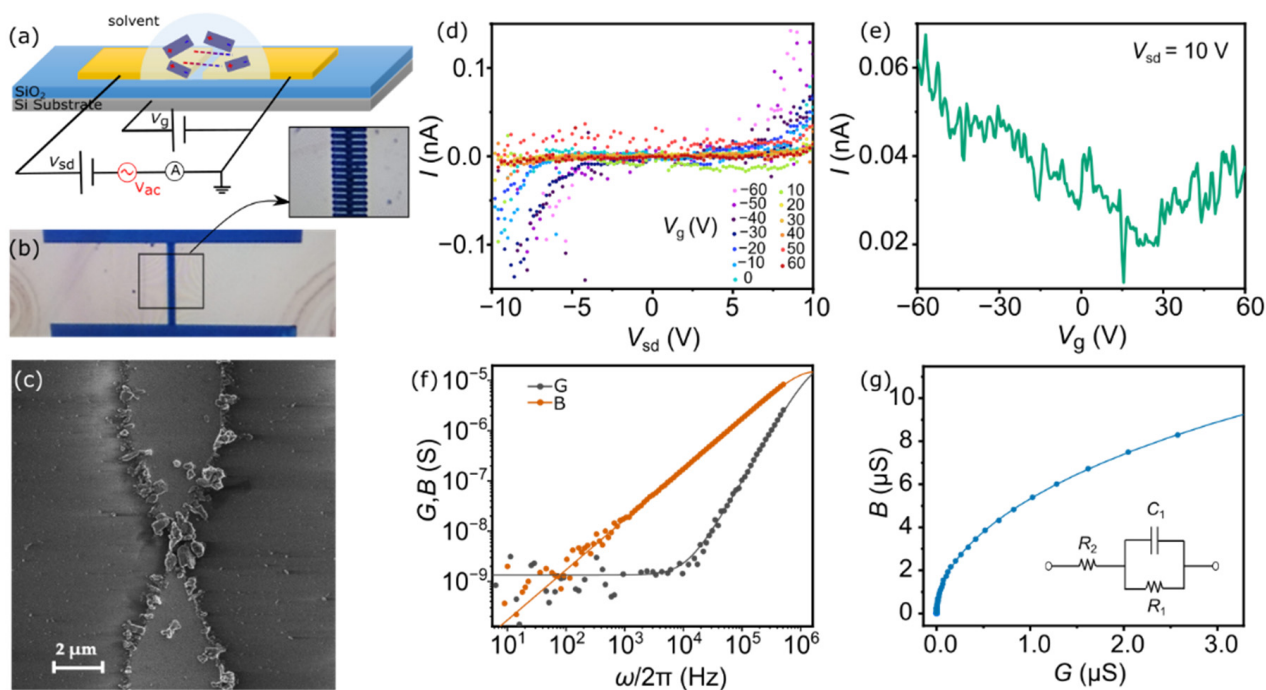 (a)
solvent
SiO₂
Si Substrate
Vg
Vsd
Vac
A
(b)
(c)
2 μm
(d)
I (nA)
0.1
0.0
−0.1
Vg (V)
−60 10
−50 20
−40 30
−30 40
−20 50
−10 60
0
−10 −5 0 5 10
Vsd (V)
(e)
Vsd = 10 V
I (nA)
0.06
0.04
0.02
−60 −30 0 30 60
Vg (V)
(f)
G
B
G,B (S)
10⁻⁵
10⁻⁶
10⁻⁷
10⁻⁸
10⁻⁹
10¹ 10² 10³ 10⁴ 10⁵ 10⁶
ω/2π (Hz)
(g)
B (μS)
10
8
6
4
2
0
C₁
R₂
R₁
0.0 1.0 2.0 3.0
G (μS)